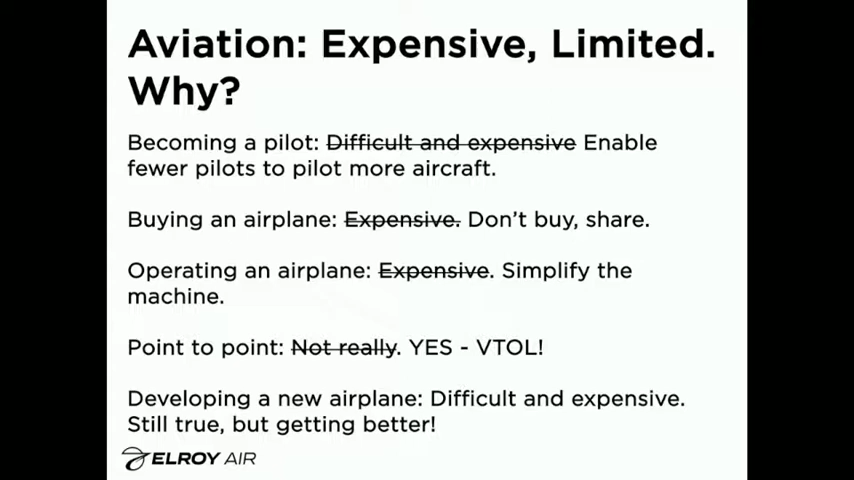 Aviation: Expensive, Limited.
Why?
Becoming a pilot: Difficult and expensive Enable
fewer pilots to pilot more aircraft.
Buying an airplane: Expensive. Don't buy, share.
Operating an airplane: Expensive. Simplify the
machine.
Point to point: Not really. YES - VTOL!
Developing a new airplane: Difficult and expensive.
Still true, but getting better!
ELROY AIR